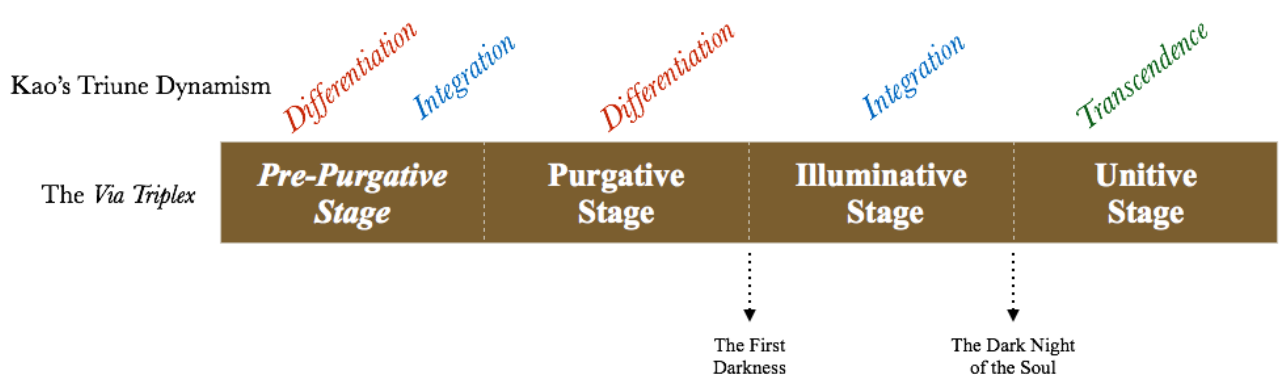 Differentiation
Integration
Differentiation
Integration
Transcendence
Kao's Triune Dynamism
The Via Triplex
Pre-Purgative
Stage
Purgative
Stage
Illuminative
Stage
Unitive
Stage
The First
Darkness
The Dark Night
of the Soul